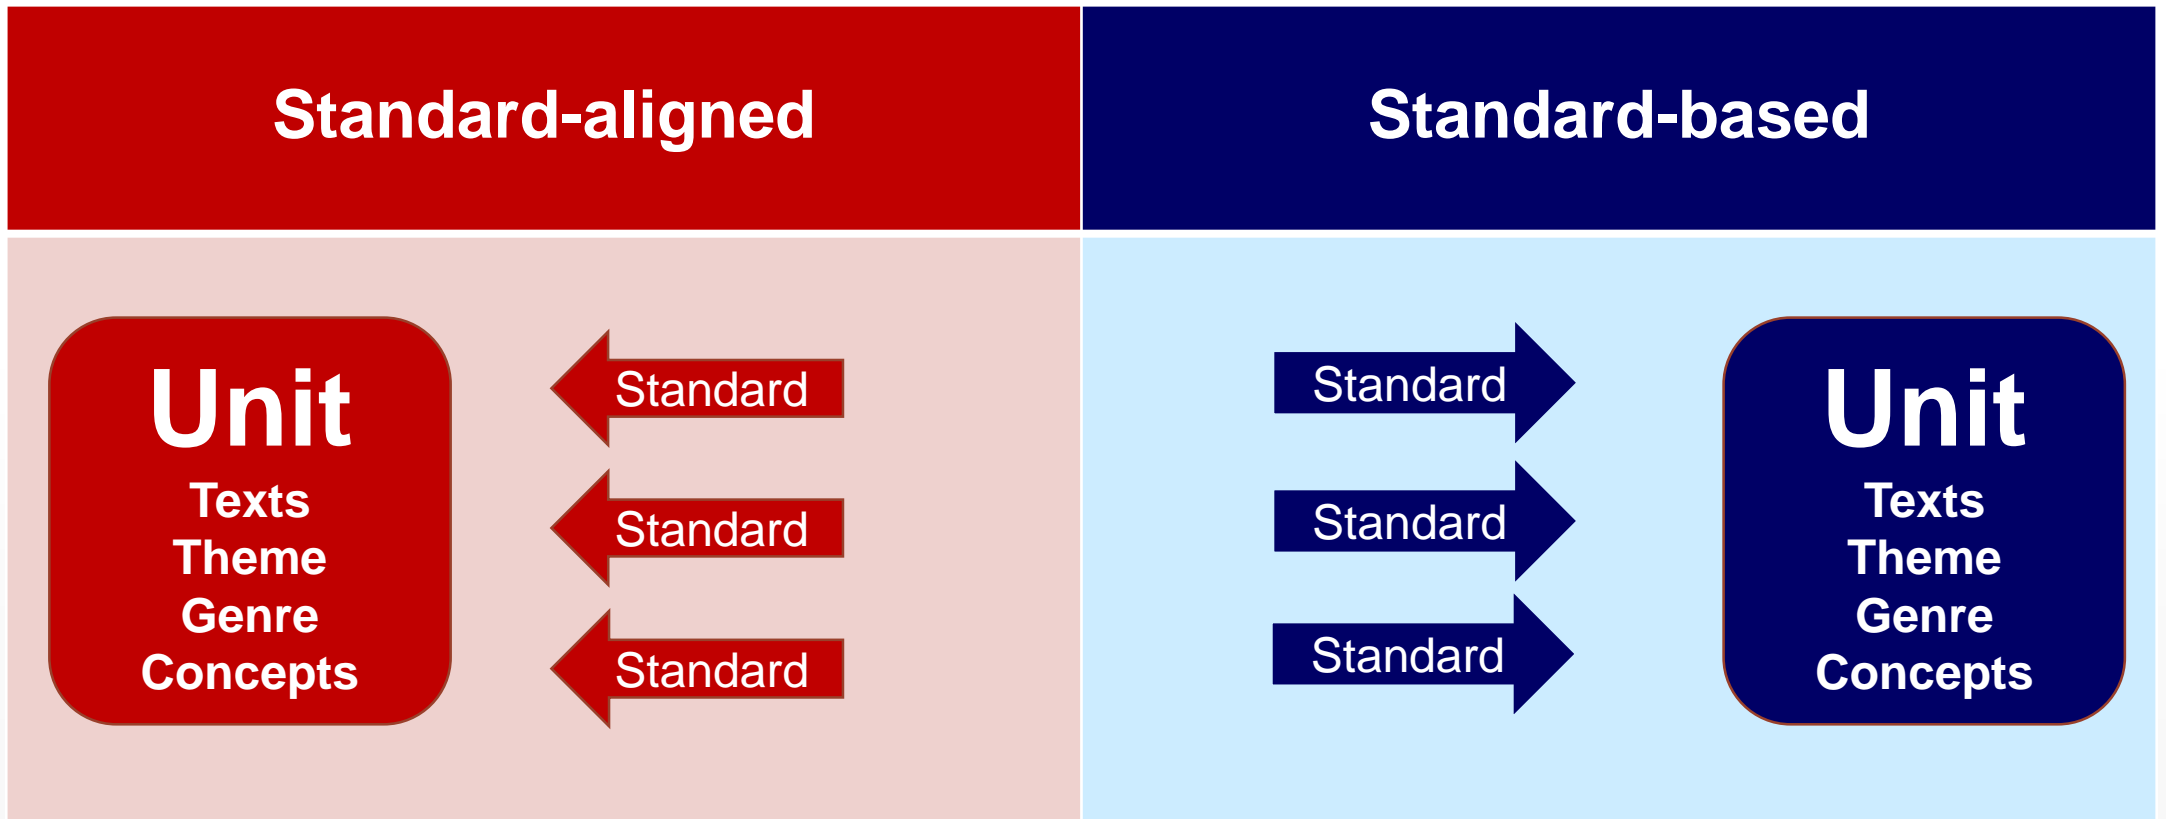 Standard-aligned
Standard-based
Unit
Texts
Theme
Genre
Concepts
Standard
Standard
Standard
Standard
Standard
Standard
Unit
Texts
Theme
Genre
Concepts